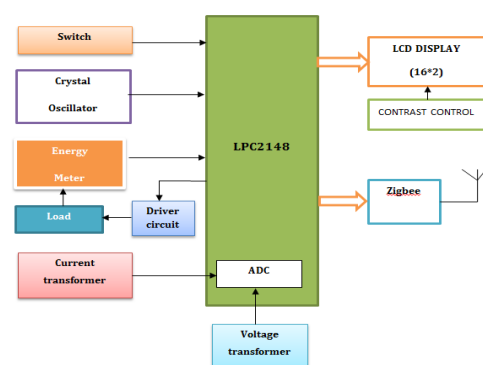 Switch
Crystal
Oscillator
Energy
Meter
Load
Driver
circuit
Current
transformer
LPC2148
ADC
Voltage
transformer
LCD DISPLAY
(16*2)
CONTRAST CONTROL
Zigbee